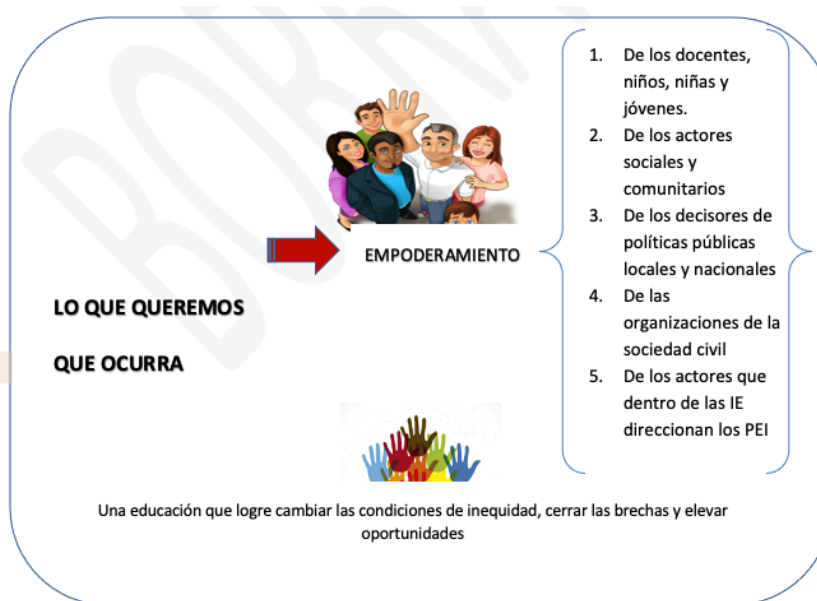 LO QUE QUEREMOS
QUE OCURRA
EMPODERAMIENTO
1. De los docentes,
niños, niñas y
jóvenes.
2. De los actores
sociales y
comunitarios
3. De los decisores de
políticas públicas
locales y nacionales
4. De las
organizaciones de la
sociedad civil
5. De los actores que
dentro de las IE
direccionan los PEI
Una educación que logre cambiar las condiciones de inequidad, cerrar las brechas y elevar
oportunidades